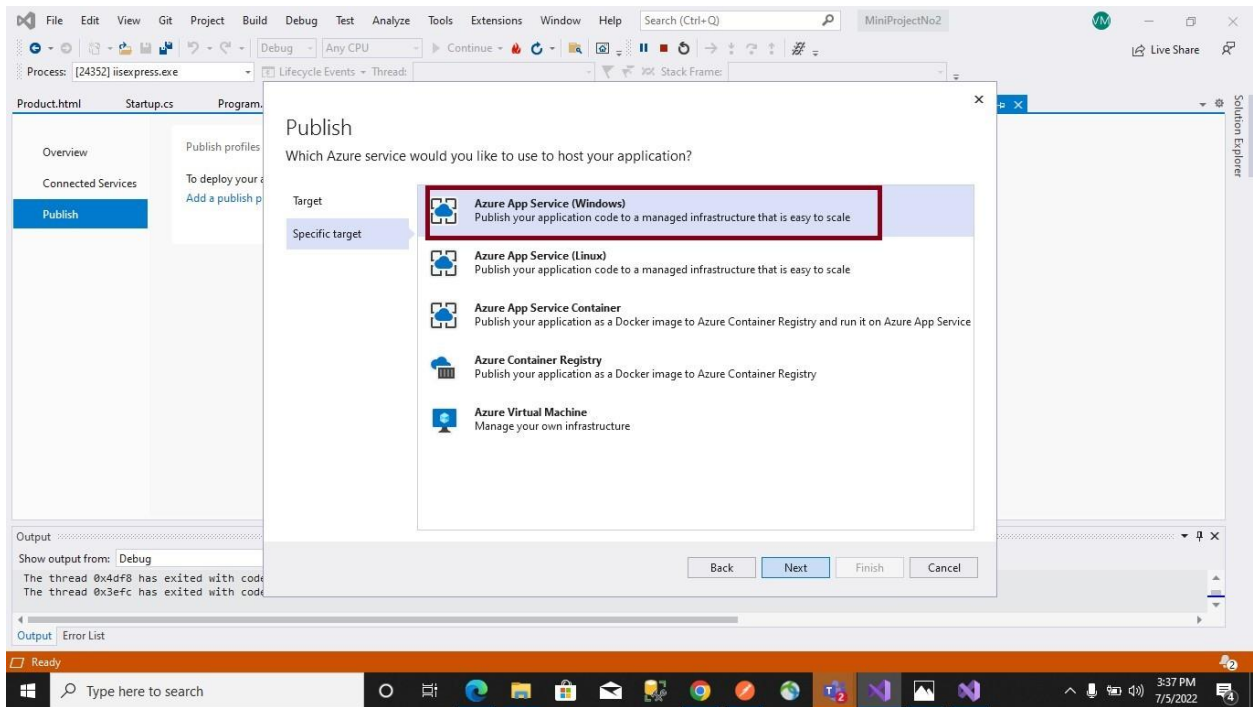 File Edit View Git Project Build Debug Test Analyze Tools Extensions Window Help Search (Ctrl+Q) MiniProjectNo2 VM
Debug Any CPU Continue Live Share
Process: [24352] iisexpress.exe Lifecycle Events Thread: Stack Frame:
Product.html Startup.cs Program.
Solution Explorer
Overview
Connected Services
Publish
Publish profiles
To deploy your a
Add a publish p
Publish
Which Azure service would you like to use to host your application?
Target
Specific target
Azure App Service (Windows)
Publish your application code to a managed infrastructure that is easy to scale
Azure App Service (Linux)
Publish your application code to a managed infrastructure that is easy to scale
Azure App Service Container
Publish your application as a Docker image to Azure Container Registry and run it on Azure App Service
Azure Container Registry
Publish your application as a Docker image to Azure Container Registry
Azure Virtual Machine
Manage your own infrastructure
Back Next Finish Cancel
Output
Show output from: Debug
The thread 0x4df8 has exited with code
The thread 0x3efc has exited with code
Output Error List
Ready 2
Type here to search
3:37 PM
7/5/2022
4